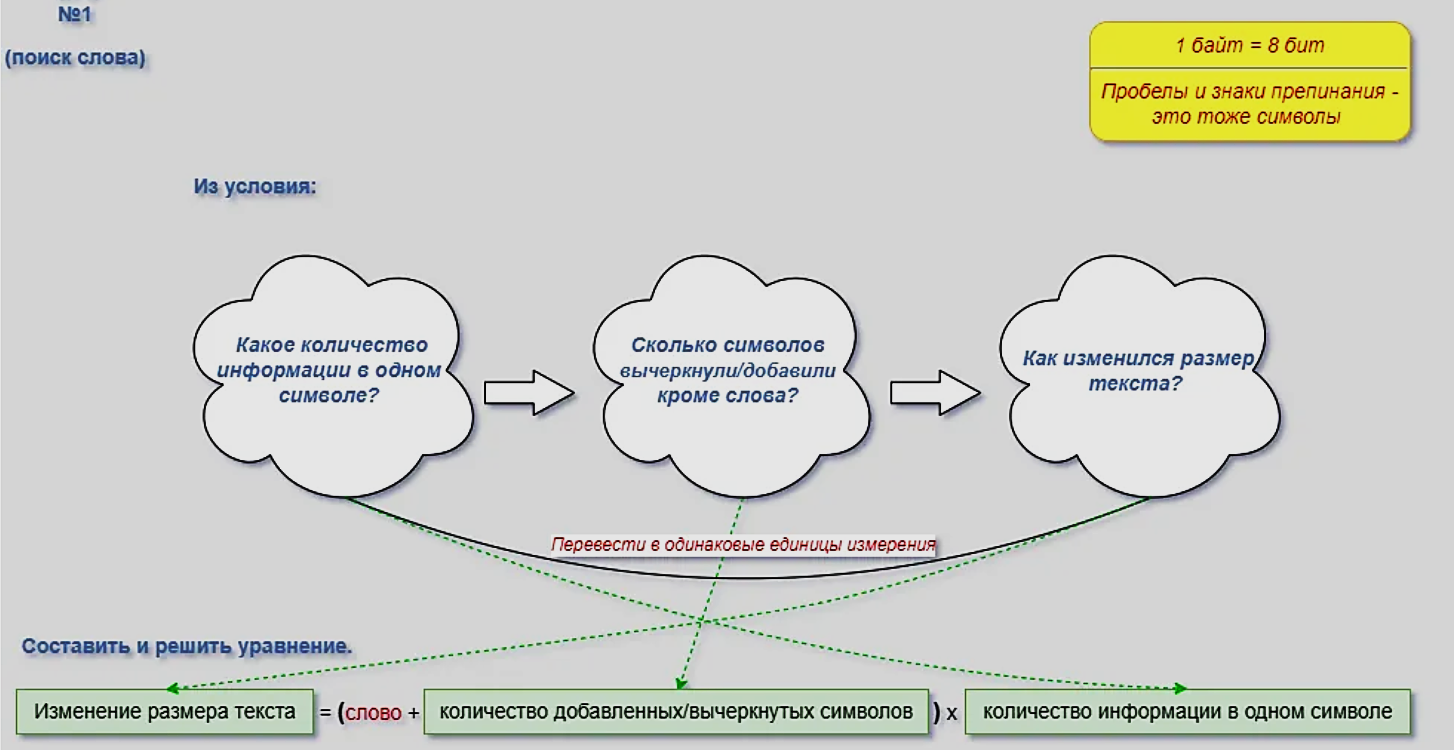 №1
(поиск слова)
1 байт = 8 бит
Пробелы и знаки препинания -
это тоже символы
Из условия:
Какое количество
информации в одном
символе?
Сколько символов
вычеркнули/добавили
кроме слова?
Как изменился размер
текста?
Перевести в одинаковые единицы измерения
Составить и решить уравнение.
Изменение размера текста = (слово + количество добавленных/вычеркнутых символов ) x количество информации в одном символе